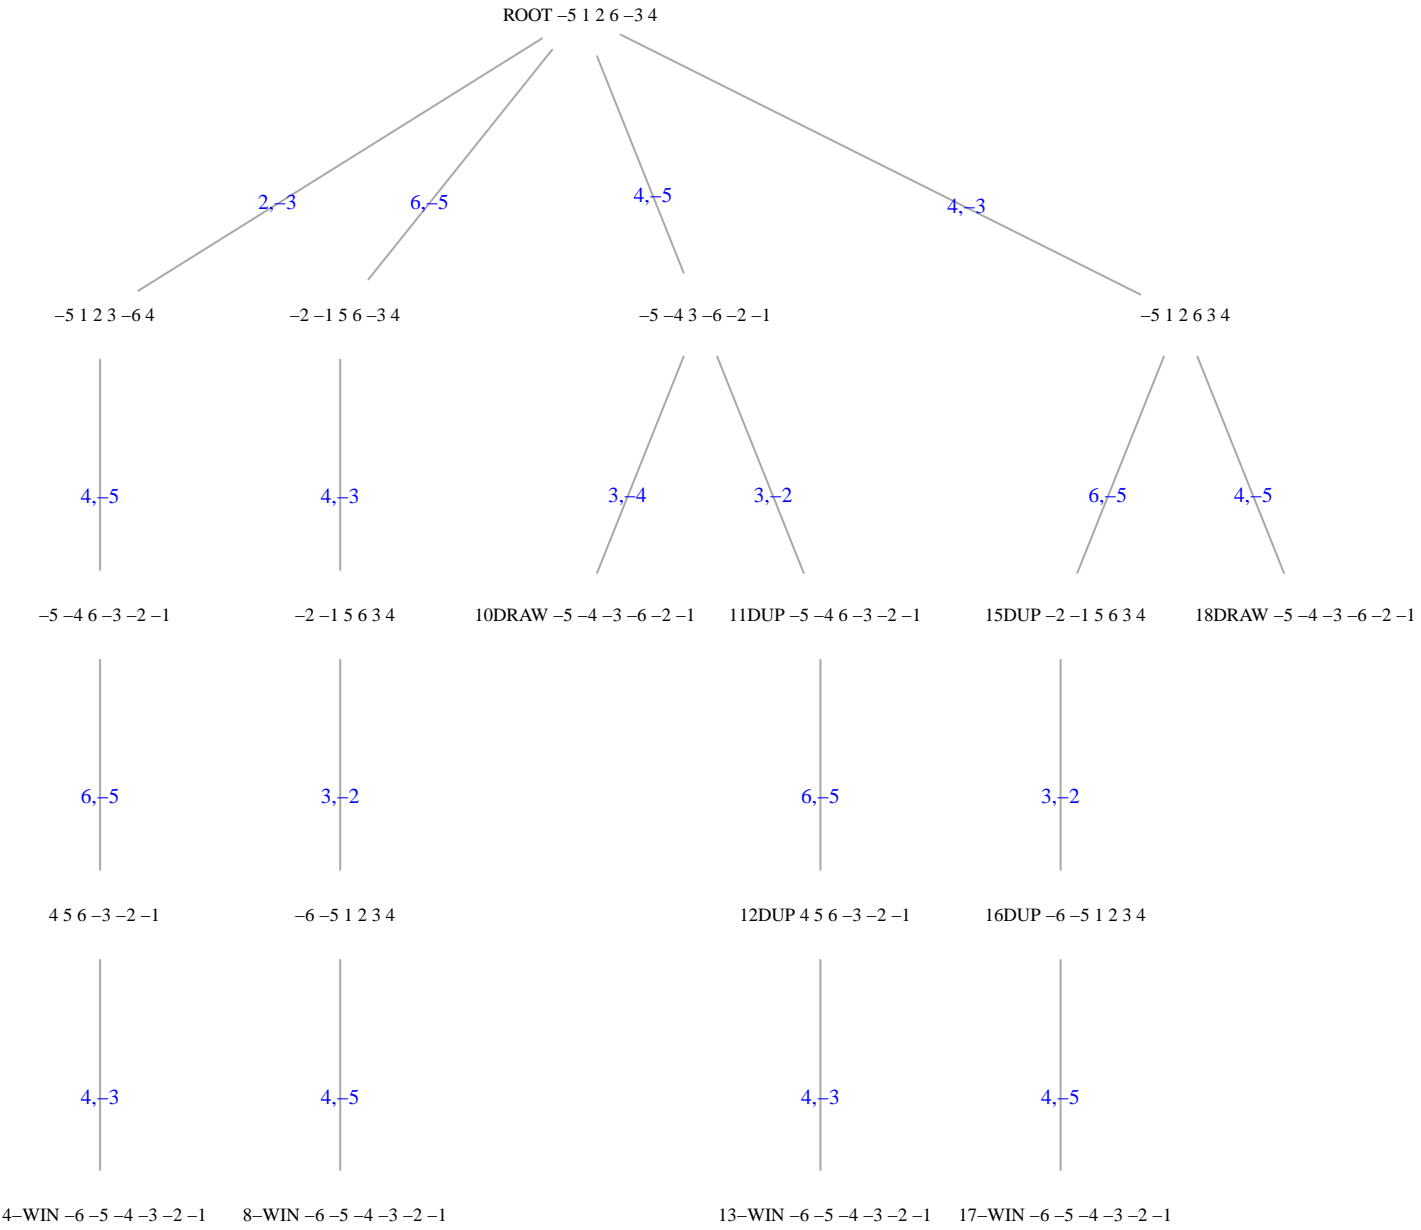 ROOT –5 1 2 6 –3 4
2,–3
6,–5
4,–5
4,–3
–5 1 2 3 –6 4
–2 –1 5 6 –3 4
–5 –4 3 –6 –2 –1
–5 1 2 6 3 4
4,–5
4,–3
3,–4
3,–2
6,–5
4,–5
–5 –4 6 –3 –2 –1
–2 –1 5 6 3 4
10DRAW –5 –4 –3 –6 –2 –1
11DUP –5 –4 6 –3 –2 –1
15DUP –2 –1 5 6 3 4
18DRAW –5 –4 –3 –6 –2 –1
6,–5
3,–2
6,–5
3,–2
4 5 6 –3 –2 –1
–6 –5 1 2 3 4
12DUP 4 5 6 –3 –2 –1
16DUP –6 –5 1 2 3 4
4,–3
4,–5
4,–3
4,–5
4–WIN –6 –5 –4 –3 –2 –1
8–WIN –6 –5 –4 –3 –2 –1
13–WIN –6 –5 –4 –3 –2 –1
17–WIN –6 –5 –4 –3 –2 –1